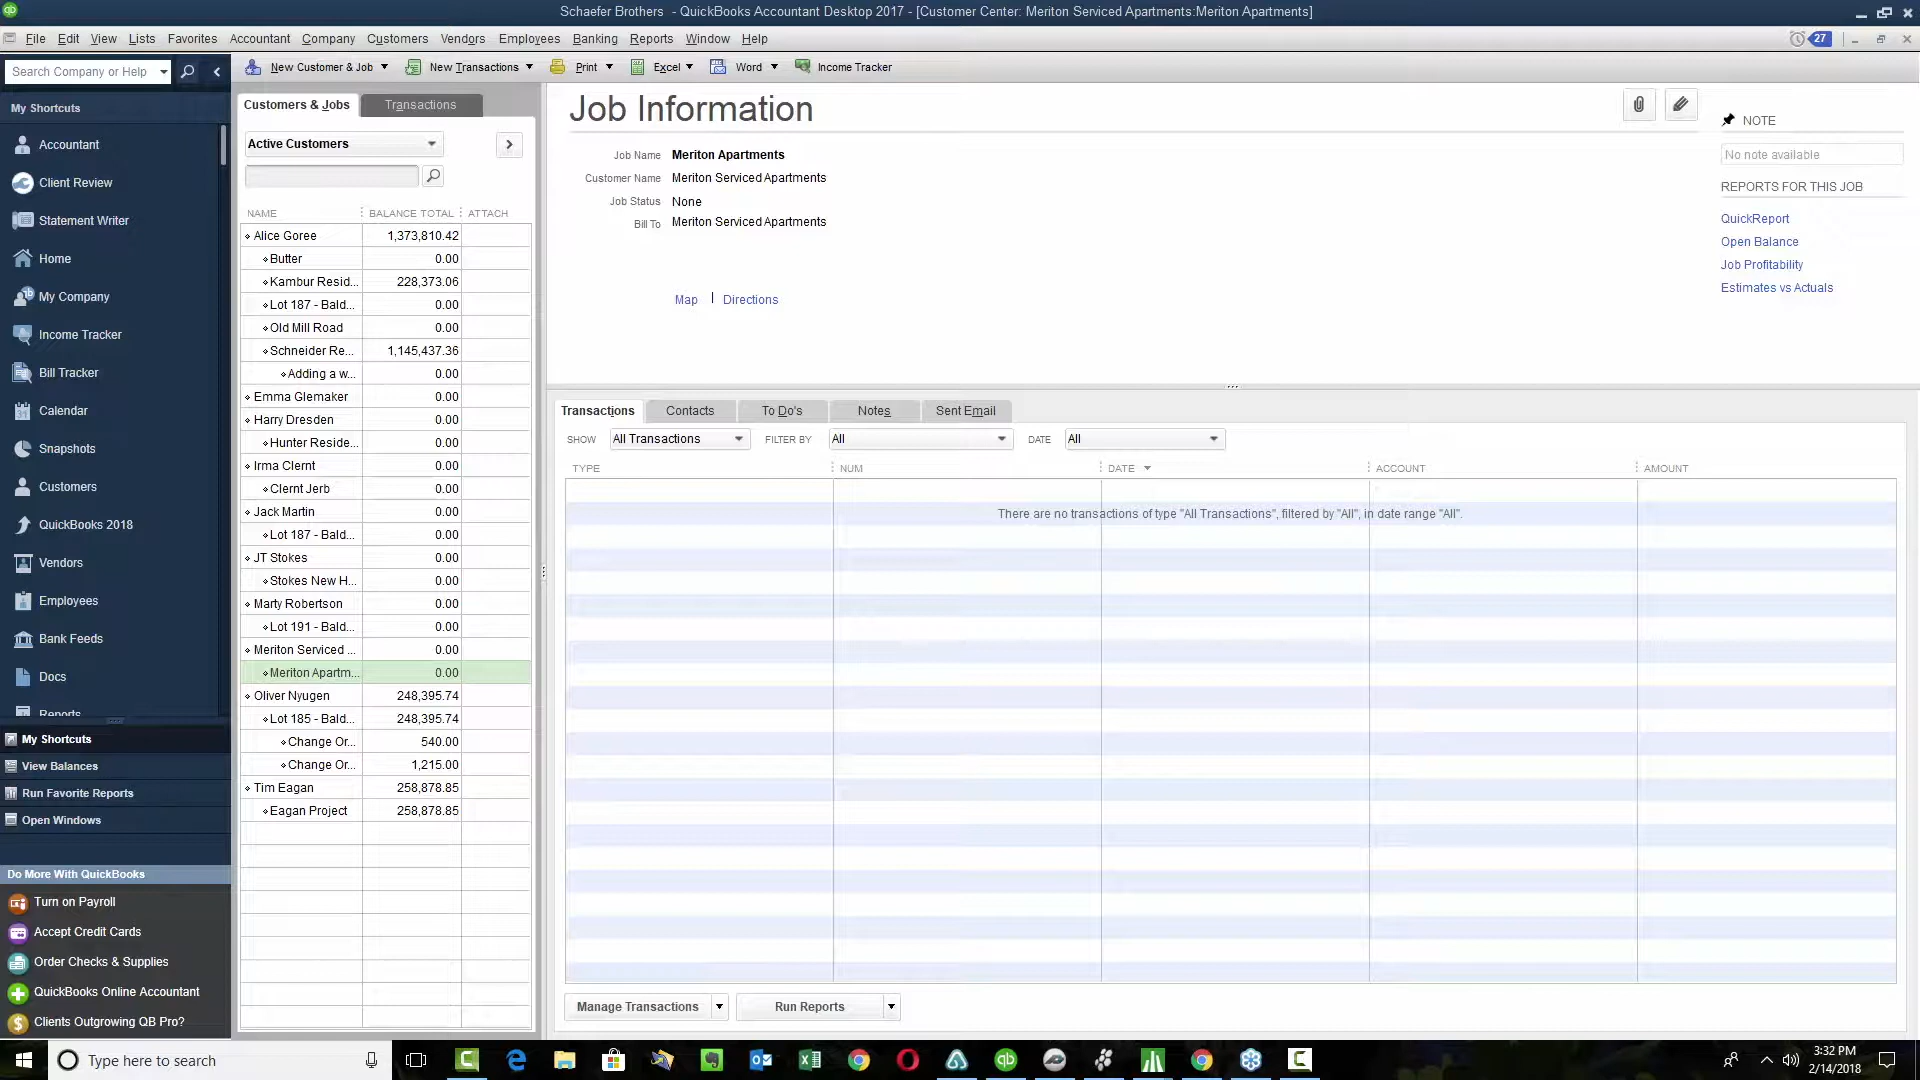 Schaefer Brothers - QuickBooks Accountant Desktop 2017 - [Customer Center: Meriton Serviced Apartments:Meriton Apartments]
File Edit View Lists Favorites Accountant Company Customers Vendors Employees Banking Reports Window Help
27
Search Company or Help
New Customer & Job New Transactions Print Excel Word Income Tracker
My Shortcuts
Accountant
Client Review
Statement Writer
Home
My Company
Income Tracker
Bill Tracker
Calendar
Snapshots
Customers
QuickBooks 2018
Vendors
Employees
Bank Feeds
Docs
Reports
My Shortcuts
View Balances
Run Favorite Reports
Open Windows
Do More With QuickBooks
Turn on Payroll
Accept Credit Cards
Order Checks & Supplies
QuickBooks Online Accountant
Clients Outgrowing QB Pro?
Customers & Jobs Transactions
Active Customers
NAME BALANCE TOTAL ATTACH
Alice Goree 1,373,810.42
Butter 0.00
Kambur Resid... 228,373.06
Lot 187 - Bald... 0.00
Old Mill Road 0.00
Schneider Re... 1,145,437.36
Adding a w... 0.00
Emma Glemaker 0.00
Harry Dresden 0.00
Hunter Reside... 0.00
Irma Clernt 0.00
Clernt Jerb 0.00
Jack Martin 0.00
Lot 187 - Bald... 0.00
JT Stokes 0.00
Stokes New H... 0.00
Marty Robertson 0.00
Lot 191 - Bald... 0.00
Meriton Serviced ... 0.00
Meriton Apartm... 0.00
Oliver Nyugen 248,395.74
Lot 185 - Bald... 248,395.74
Change Or... 540.00
Change Or... 1,215.00
Tim Eagan 258,878.85
Eagan Project 258,878.85
Job Information
Job Name Meriton Apartments
Customer Name Meriton Serviced Apartments
Job Status None
Bill To Meriton Serviced Apartments
Map | Directions
NOTE
No note available
REPORTS FOR THIS JOB
QuickReport
Open Balance
Job Profitability
Estimates vs Actuals
Transactions Contacts To Do's Notes Sent Email
SHOW All Transactions FILTER BY All DATE All
TYPE NUM DATE ACCOUNT AMOUNT
There are no transactions of type "All Transactions", filtered by "All", in date range "All".
Manage Transactions Run Reports
Type here to search
3:32 PM
2/14/2018